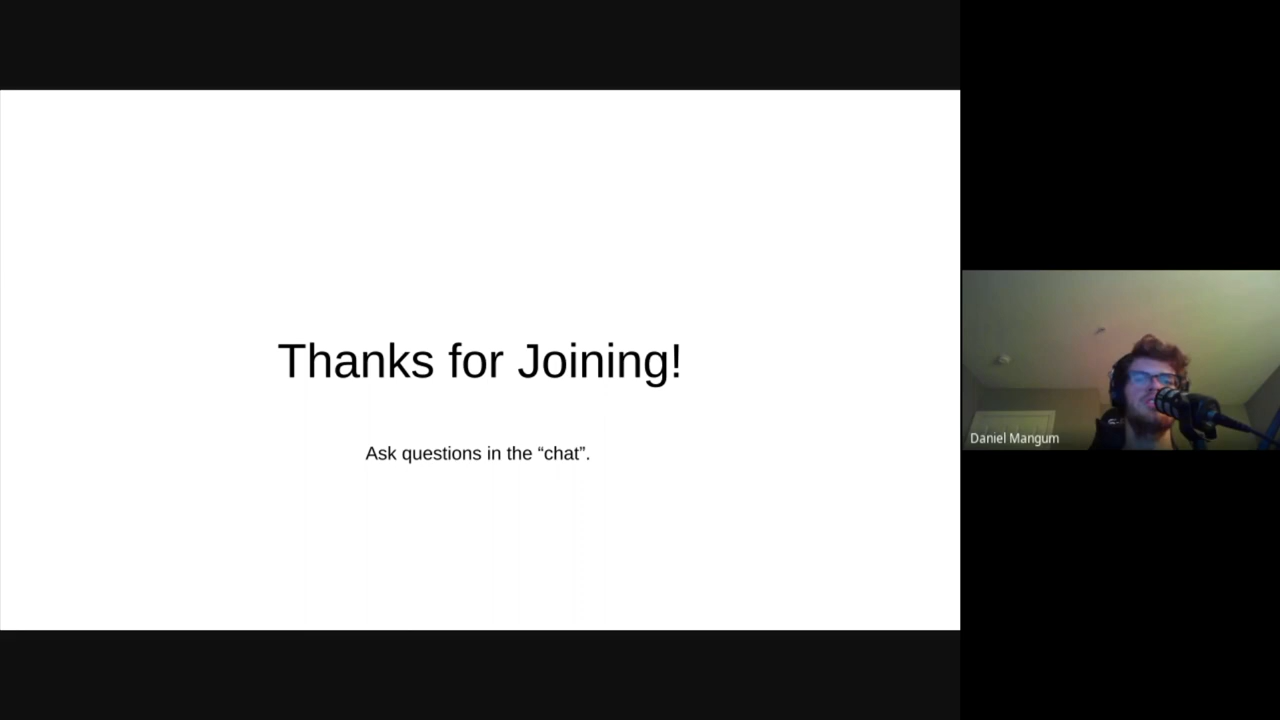 Thanks for Joining!
Ask questions in the “chat”.
Daniel Mangum